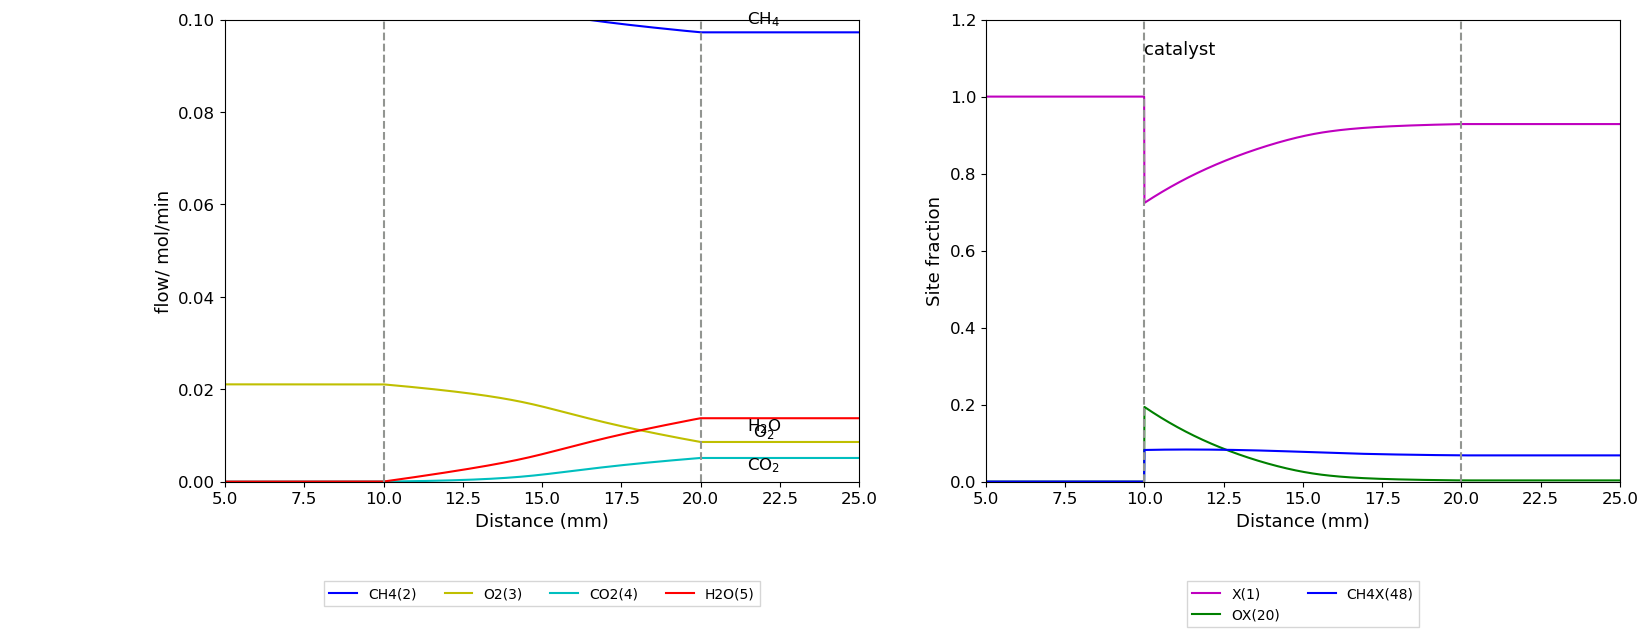 0.10
0.08
0.06
0.04
0.02
0.00
flow/ mol/min
CH₄
H₂O
O₂
CO₂
5.0 7.5 10.0 12.5 15.0 17.5 20.0 22.5 25.0
Distance (mm)
CH4(2) O2(3) CO2(4) H2O(5)
1.2
1.0
0.8
0.6
0.4
0.2
0.0
Site fraction
catalyst
5.0 7.5 10.0 12.5 15.0 17.5 20.0 22.5 25.0
Distance (mm)
X(1) CH4X(48)
OX(20)